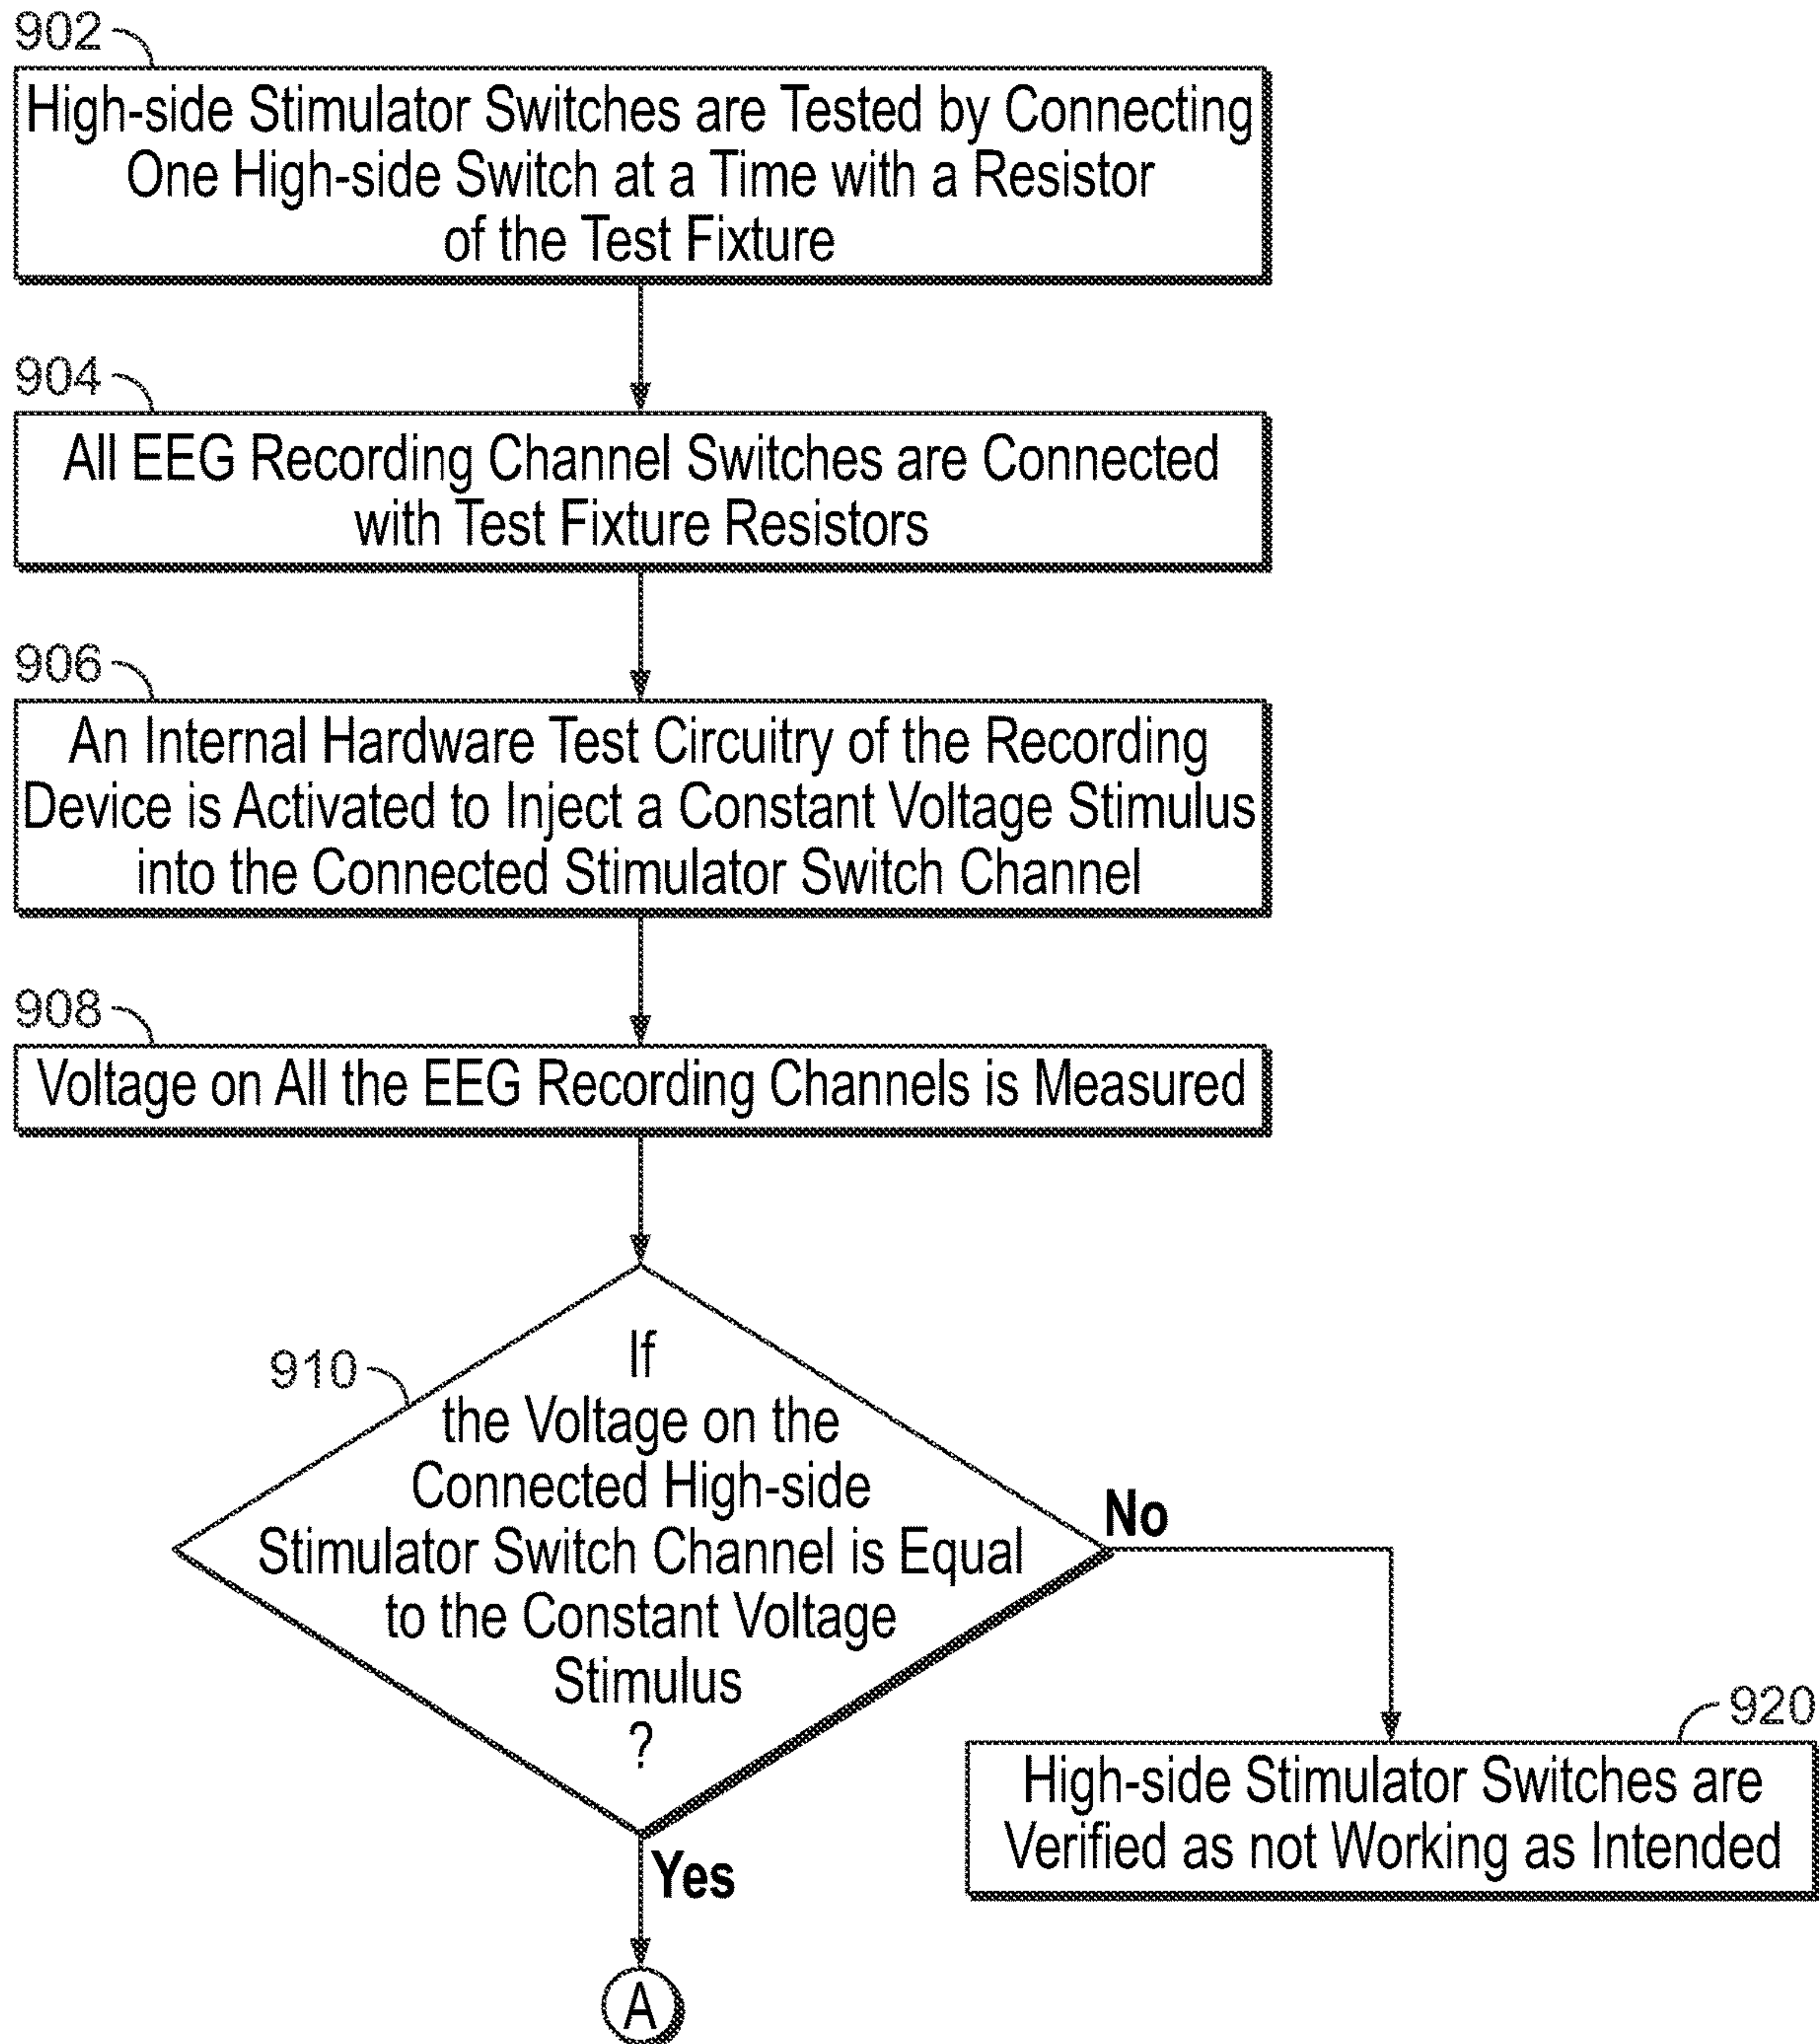 902
High-side Stimulator Switches are Tested by Connecting
One High-side Switch at a Time with a Resistor
of the Test Fixture
904
All EEG Recording Channel Switches are Connected
with Test Fixture Resistors
906
An Internal Hardware Test Circuitry of the Recording
Device is Activated to Inject a Constant Voltage Stimulus
into the Connected Stimulator Switch Channel
908
Voltage on All the EEG Recording Channels is Measured
910
If
the Voltage on the
Connected High-side
Stimulator Switch Channel is Equal
to the Constant Voltage
Stimulus
?
No
920
High-side Stimulator Switches are
Verified as not Working as Intended
Yes
A